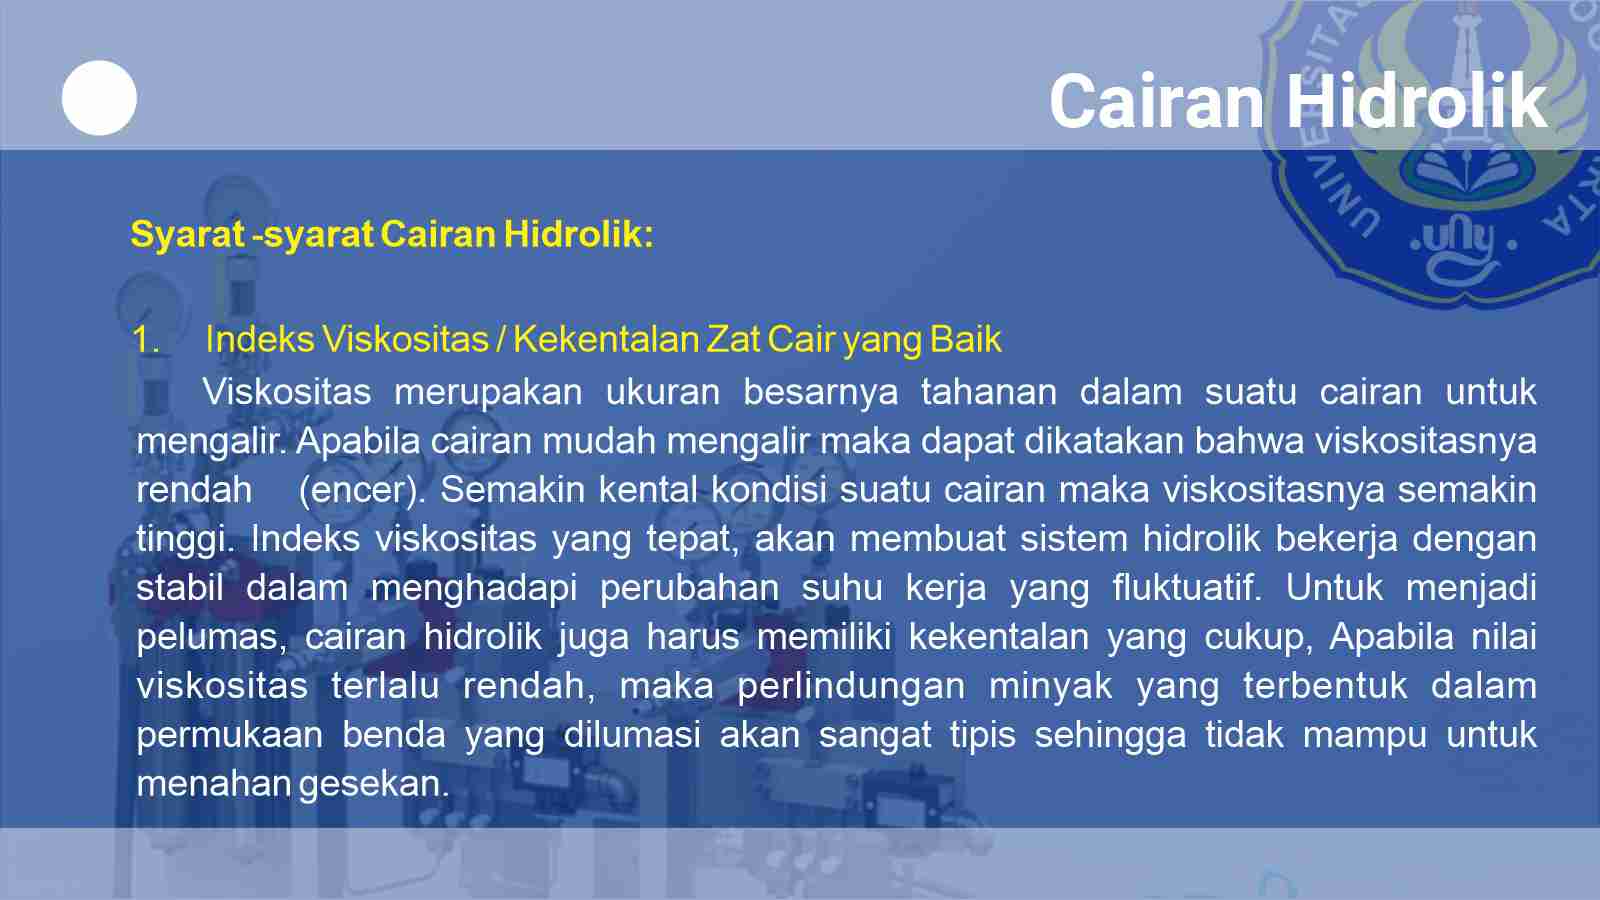 Cairan Hidrolik
UNIVERSITAS
RTA
uny
Syarat -syarat Cairan Hidrolik:
1. Indeks Viskositas / Kekentalan Zat Cair yang Baik
Viskositas merupakan ukuran besarnya tahanan dalam suatu cairan untuk
mengalir. Apabila cairan mudah mengalir maka dapat dikatakan bahwa viskositasnya
rendah (encer). Semakin kental kondisi suatu cairan maka viskositasnya semakin
tinggi. Indeks viskositas yang tepat, akan membuat sistem hidrolik bekerja dengan
stabil dalam menghadapi perubahan suhu kerja yang fluktuatif. Untuk menjadi
pelumas, cairan hidrolik juga harus memiliki kekentalan yang cukup, Apabila nilai
viskositas terlalu rendah, maka perlindungan minyak yang terbentuk dalam
permukaan benda yang dilumasi akan sangat tipis sehingga tidak mampu untuk
menahan gesekan.